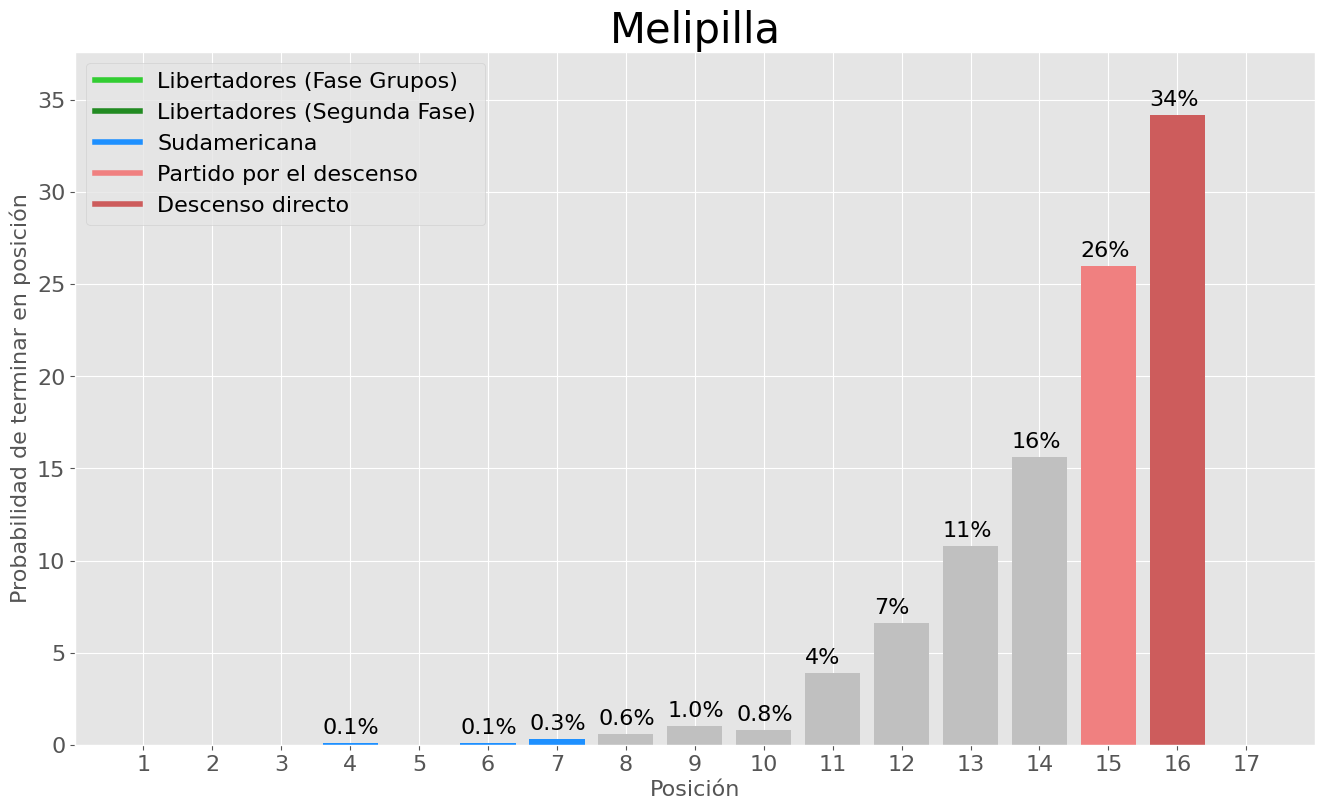 Melipilla
Libertadores (Fase Grupos)
Libertadores (Segunda Fase)
Sudamericana
Partido por el descenso
Descenso directo
Probabilidad de terminar en posición
35
30
25
20
15
10
5
0
0.1%
0.1%
0.3%
0.6%
1.0%
0.8%
4%
7%
11%
16%
26%
34%
1 2 3 4 5 6 7 8 9 10 11 12 13 14 15 16 17
Posición